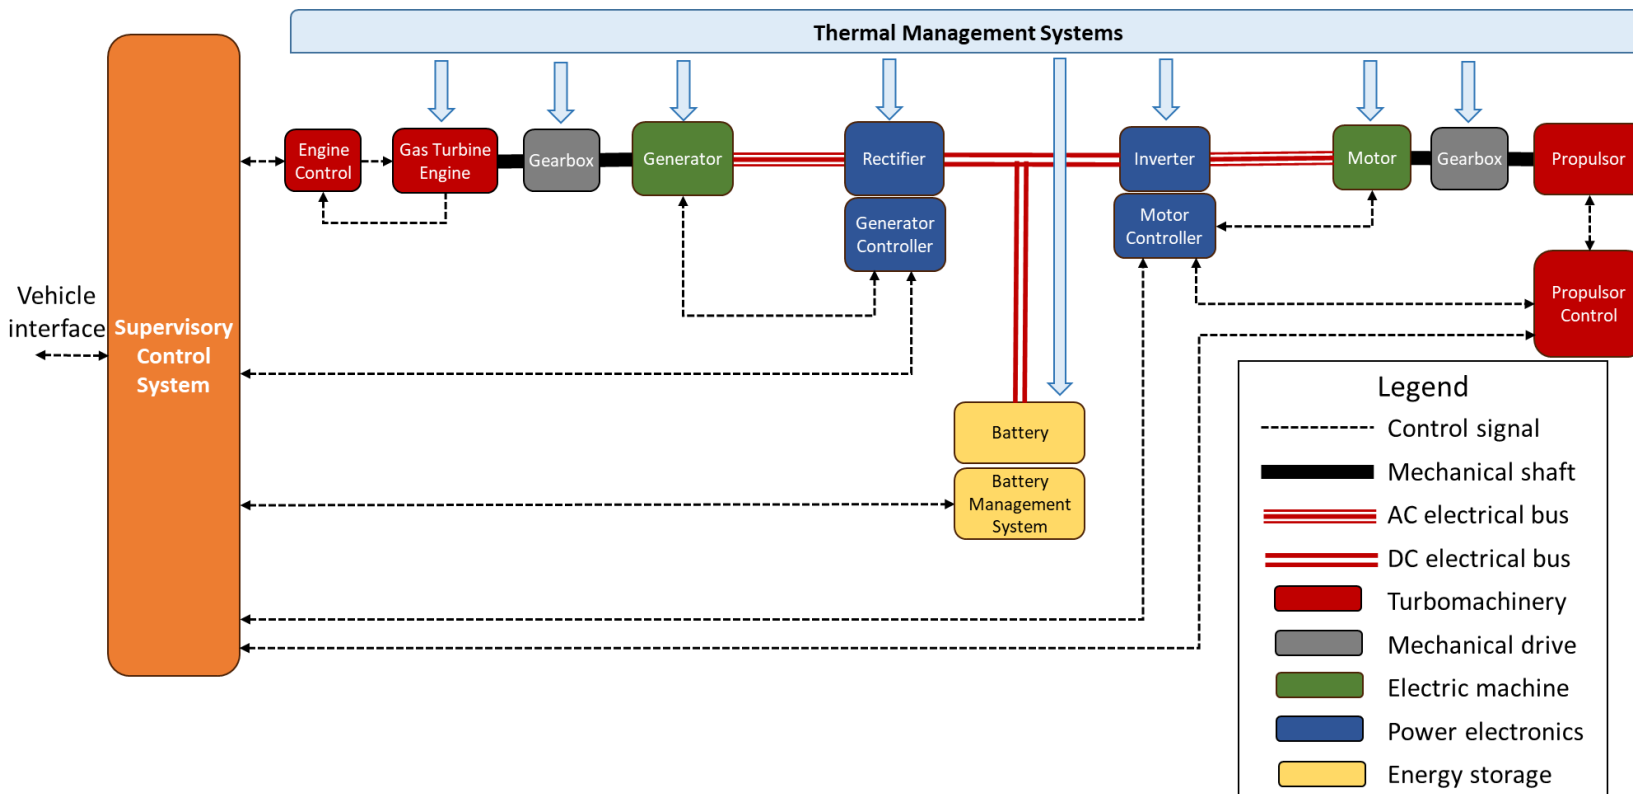 Thermal Management Systems
Engine
Control
Gas Turbine
Engine
Gearbox
Generator
Rectifier
Inverter
Motor
Gearbox
Propulsor
Generator
Controller
Motor
Controller
Vehicle
interface
Supervisory
Control
System
Propulsor
Control
Battery
Battery
Management
System
Legend
Control signal
Mechanical shaft
AC electrical bus
DC electrical bus
Turbomachinery
Mechanical drive
Electric machine
Power electronics
Energy storage